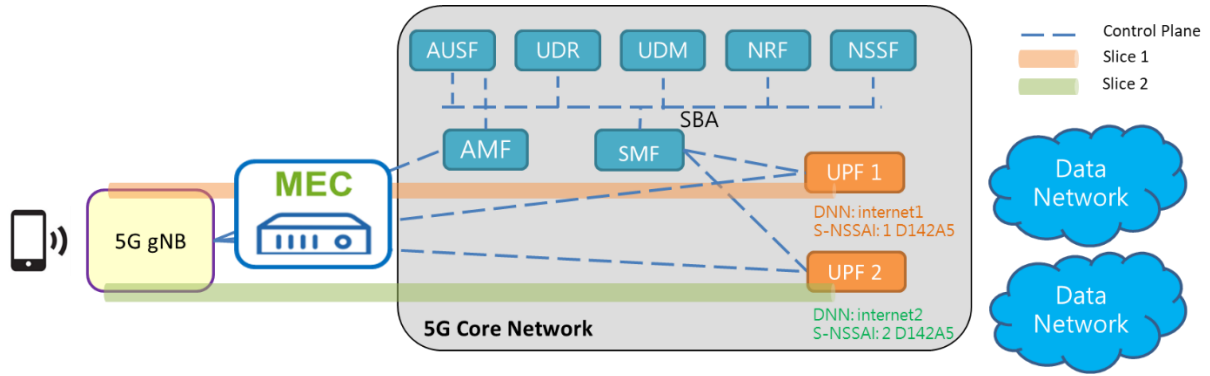 AUSF
UDR
UDM
NRF
NSSF
Control Plane
Slice 1
Slice 2
SBA
AMF
SMF
MEC
UPF 1
Data
Network
5G gNB
DNN: internet1
S-NSSAI: 1 D142A5
UPF 2
Data
Network
DNN: internet2
S-NSSAI: 2 D142A5
5G Core Network